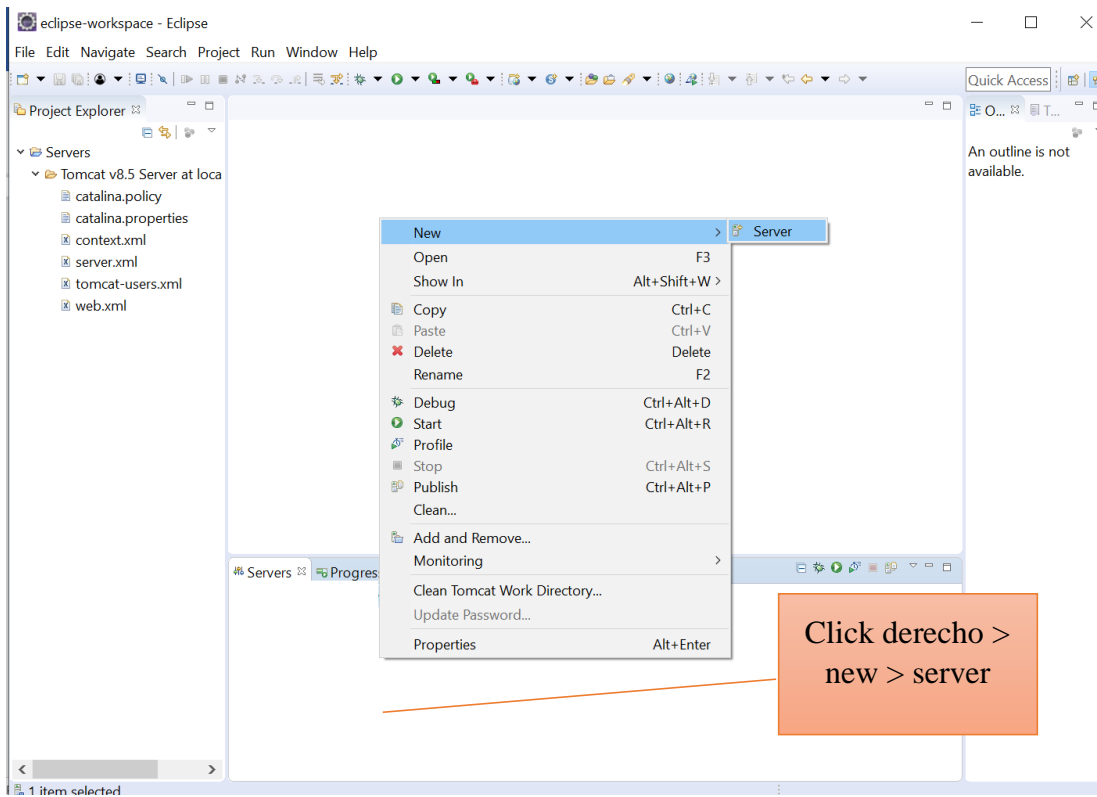 eclipse-workspace - Eclipse
File Edit Navigate Search Project Run Window Help
Quick Access
Project Explorer
Servers
Tomcat v8.5 Server at loca
catalina.policy
catalina.properties
context.xml
server.xml
tomcat-users.xml
web.xml
O... T...
An outline is not
available.
New > Server
Open F3
Show In Alt+Shift+W >
Copy Ctrl+C
Paste Ctrl+V
Delete Delete
Rename F2
Debug Ctrl+Alt+D
Start Ctrl+Alt+R
Profile
Stop Ctrl+Alt+S
Publish Ctrl+Alt+P
Clean...
Add and Remove...
Monitoring >
Clean Tomcat Work Directory...
Update Password...
Properties Alt+Enter
Servers Progres
Click derecho >
new > server
1 item selected